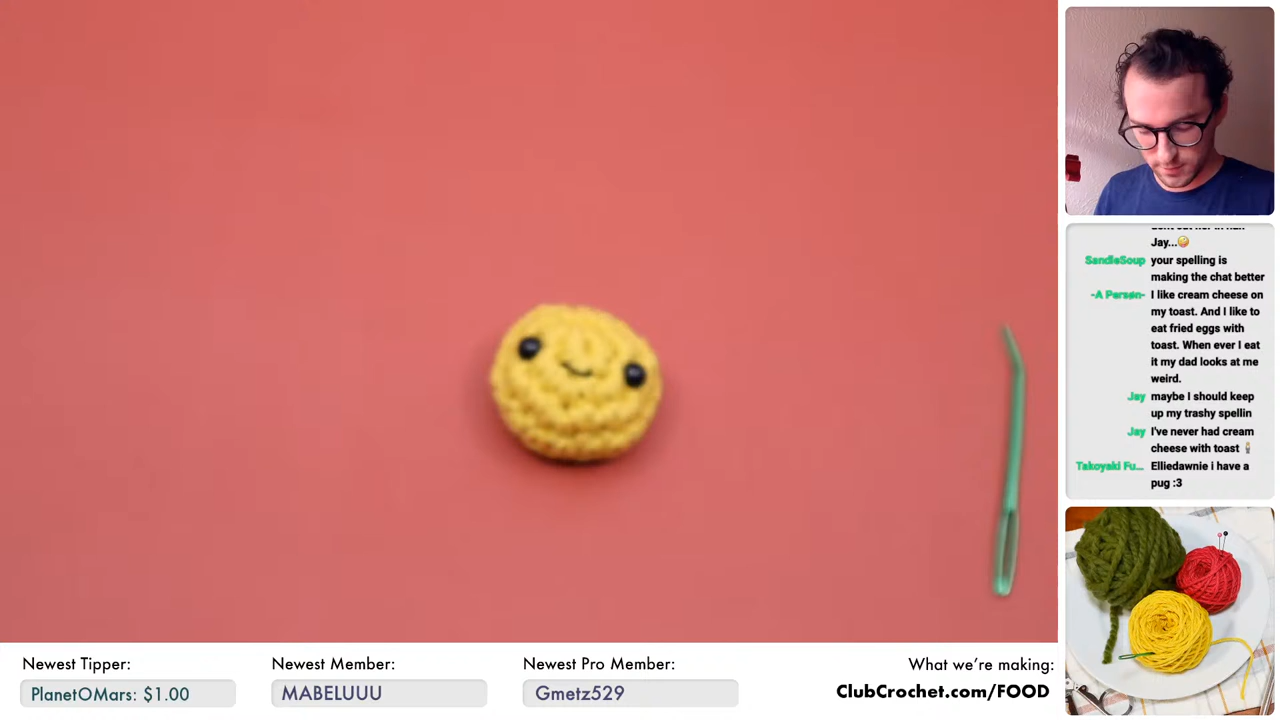 Jay...
SandleSoup your spelling is
making the chat better
-A Person- I like cream cheese on
my toast. And I like to
eat fried eggs with
toast. When ever I eat
it my dad looks at me
weird.
Jay maybe I should keep
up my trashy spellin
Jay I've never had cream
cheese with toast
Takoyaki Fu... Elliedawnie i have a
pug :3
Newest Tipper:
PlanetOMars: $1.00
Newest Member:
MABELUUU
Newest Pro Member:
Gmetz529
What we're making:
ClubCrochet.com/FOOD